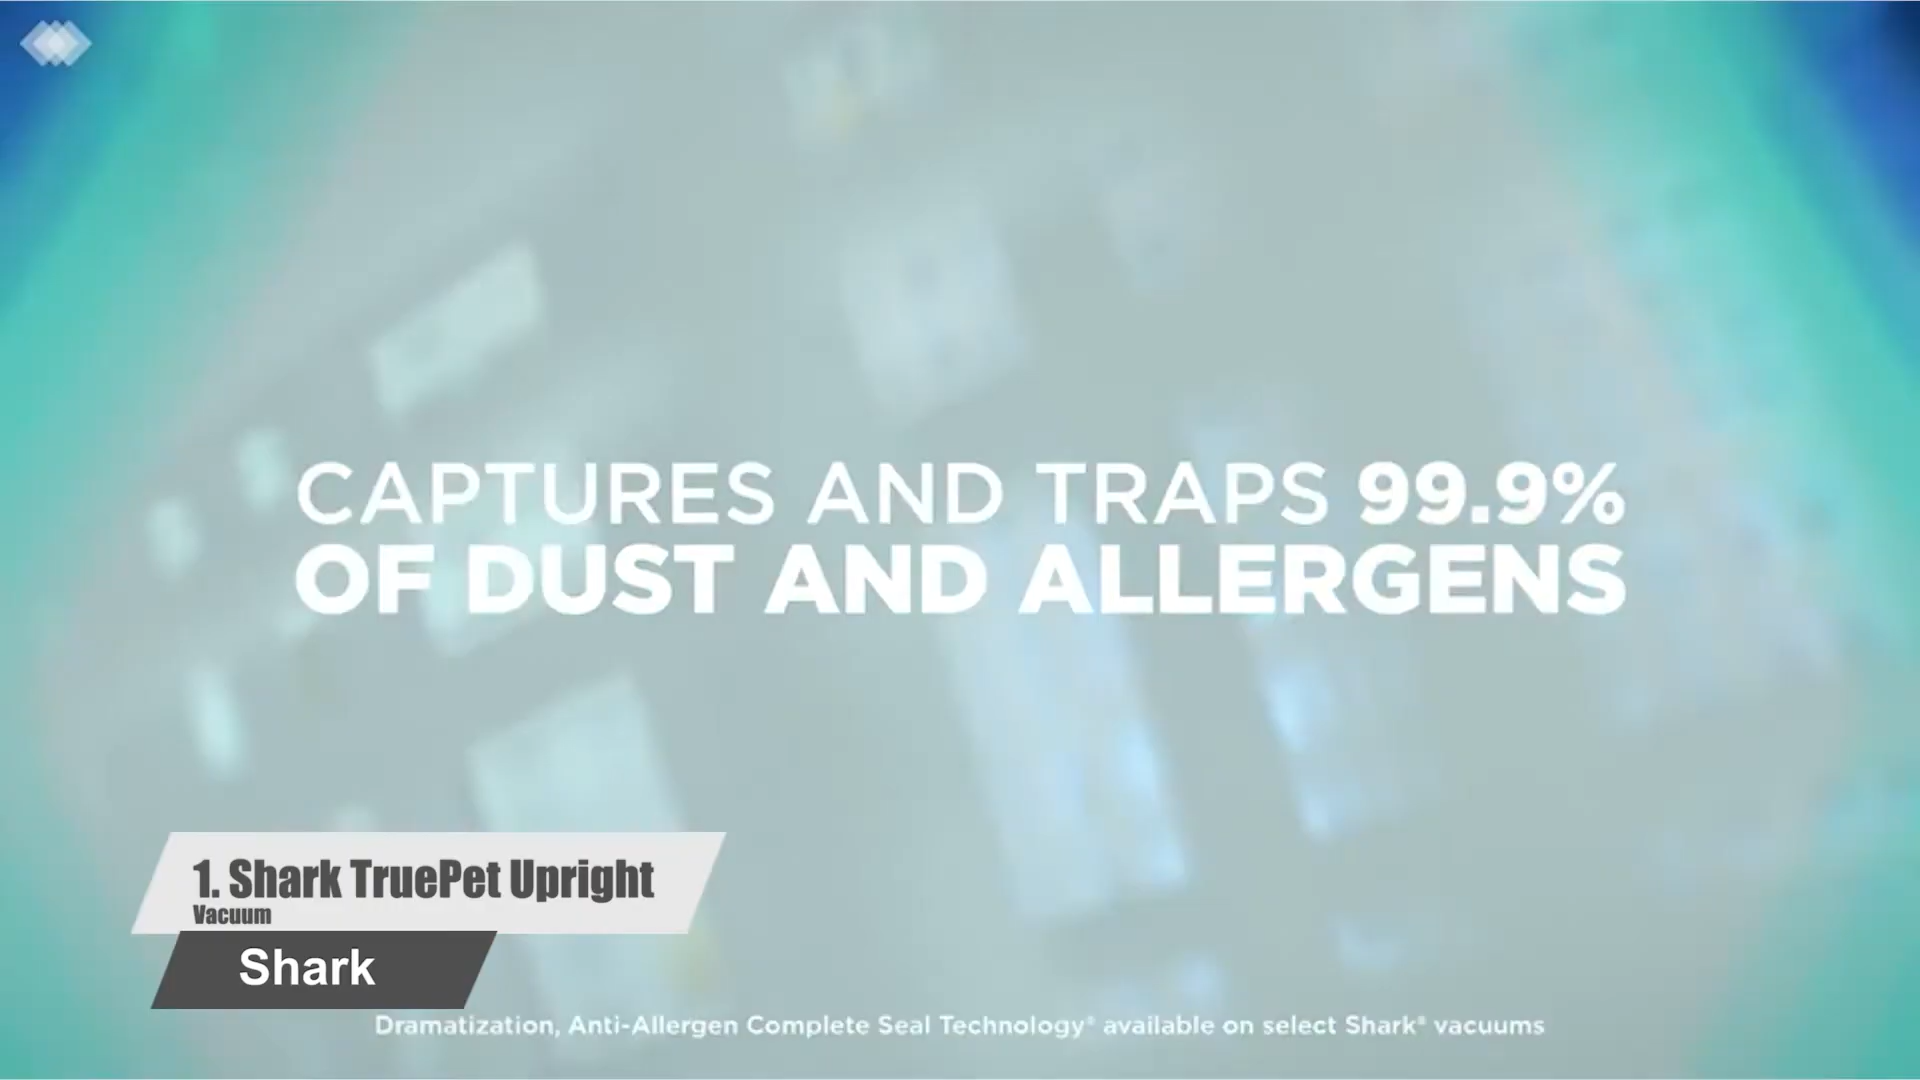 CAPTURES AND TRAPS 99.9%
OF DUST AND ALLERGENS
1. Shark TruePet Upright
Vacuum
Shark
Dramatization, Anti-Allergen Complete Seal Technology® available on select Shark® vacuums